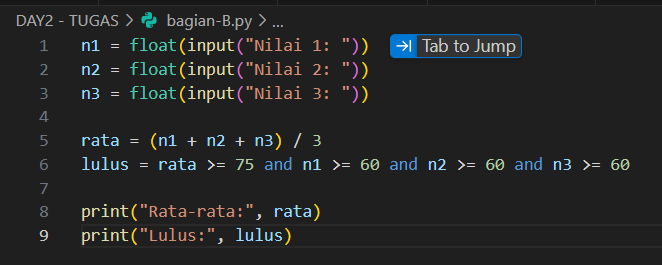 DAY2 - TUGAS > bagian-B.py > ...
1 n1 = float(input("Nilai 1: ")) Tab to Jump
2 n2 = float(input("Nilai 2: "))
3 n3 = float(input("Nilai 3: "))
4
5 rata = (n1 + n2 + n3) / 3
6 lulus = rata >= 75 and n1 >= 60 and n2 >= 60 and n3 >= 60
7
8 print("Rata-rata:", rata)
9 print("Lulus:", lulus)